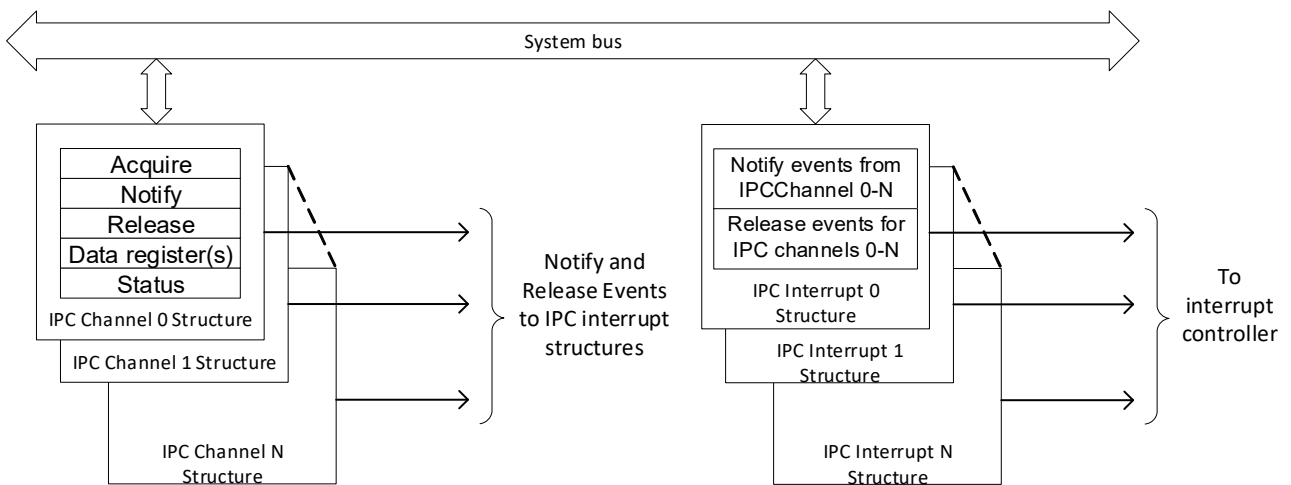 System bus
Acquire
Notify
Release
Data register(s)
Status
IPC Channel 0 Structure
IPC Channel 1 Structure
IPC Channel N
Structure
Notify and
Release Events
to IPC interrupt
structures
Notify events from
IPCChannel 0-N
Release events for
IPC channels 0-N
IPC Interrupt 0
Structure
IPC Interrupt 1
Structure
IPC Interrupt N
Structure
To
interrupt
controller